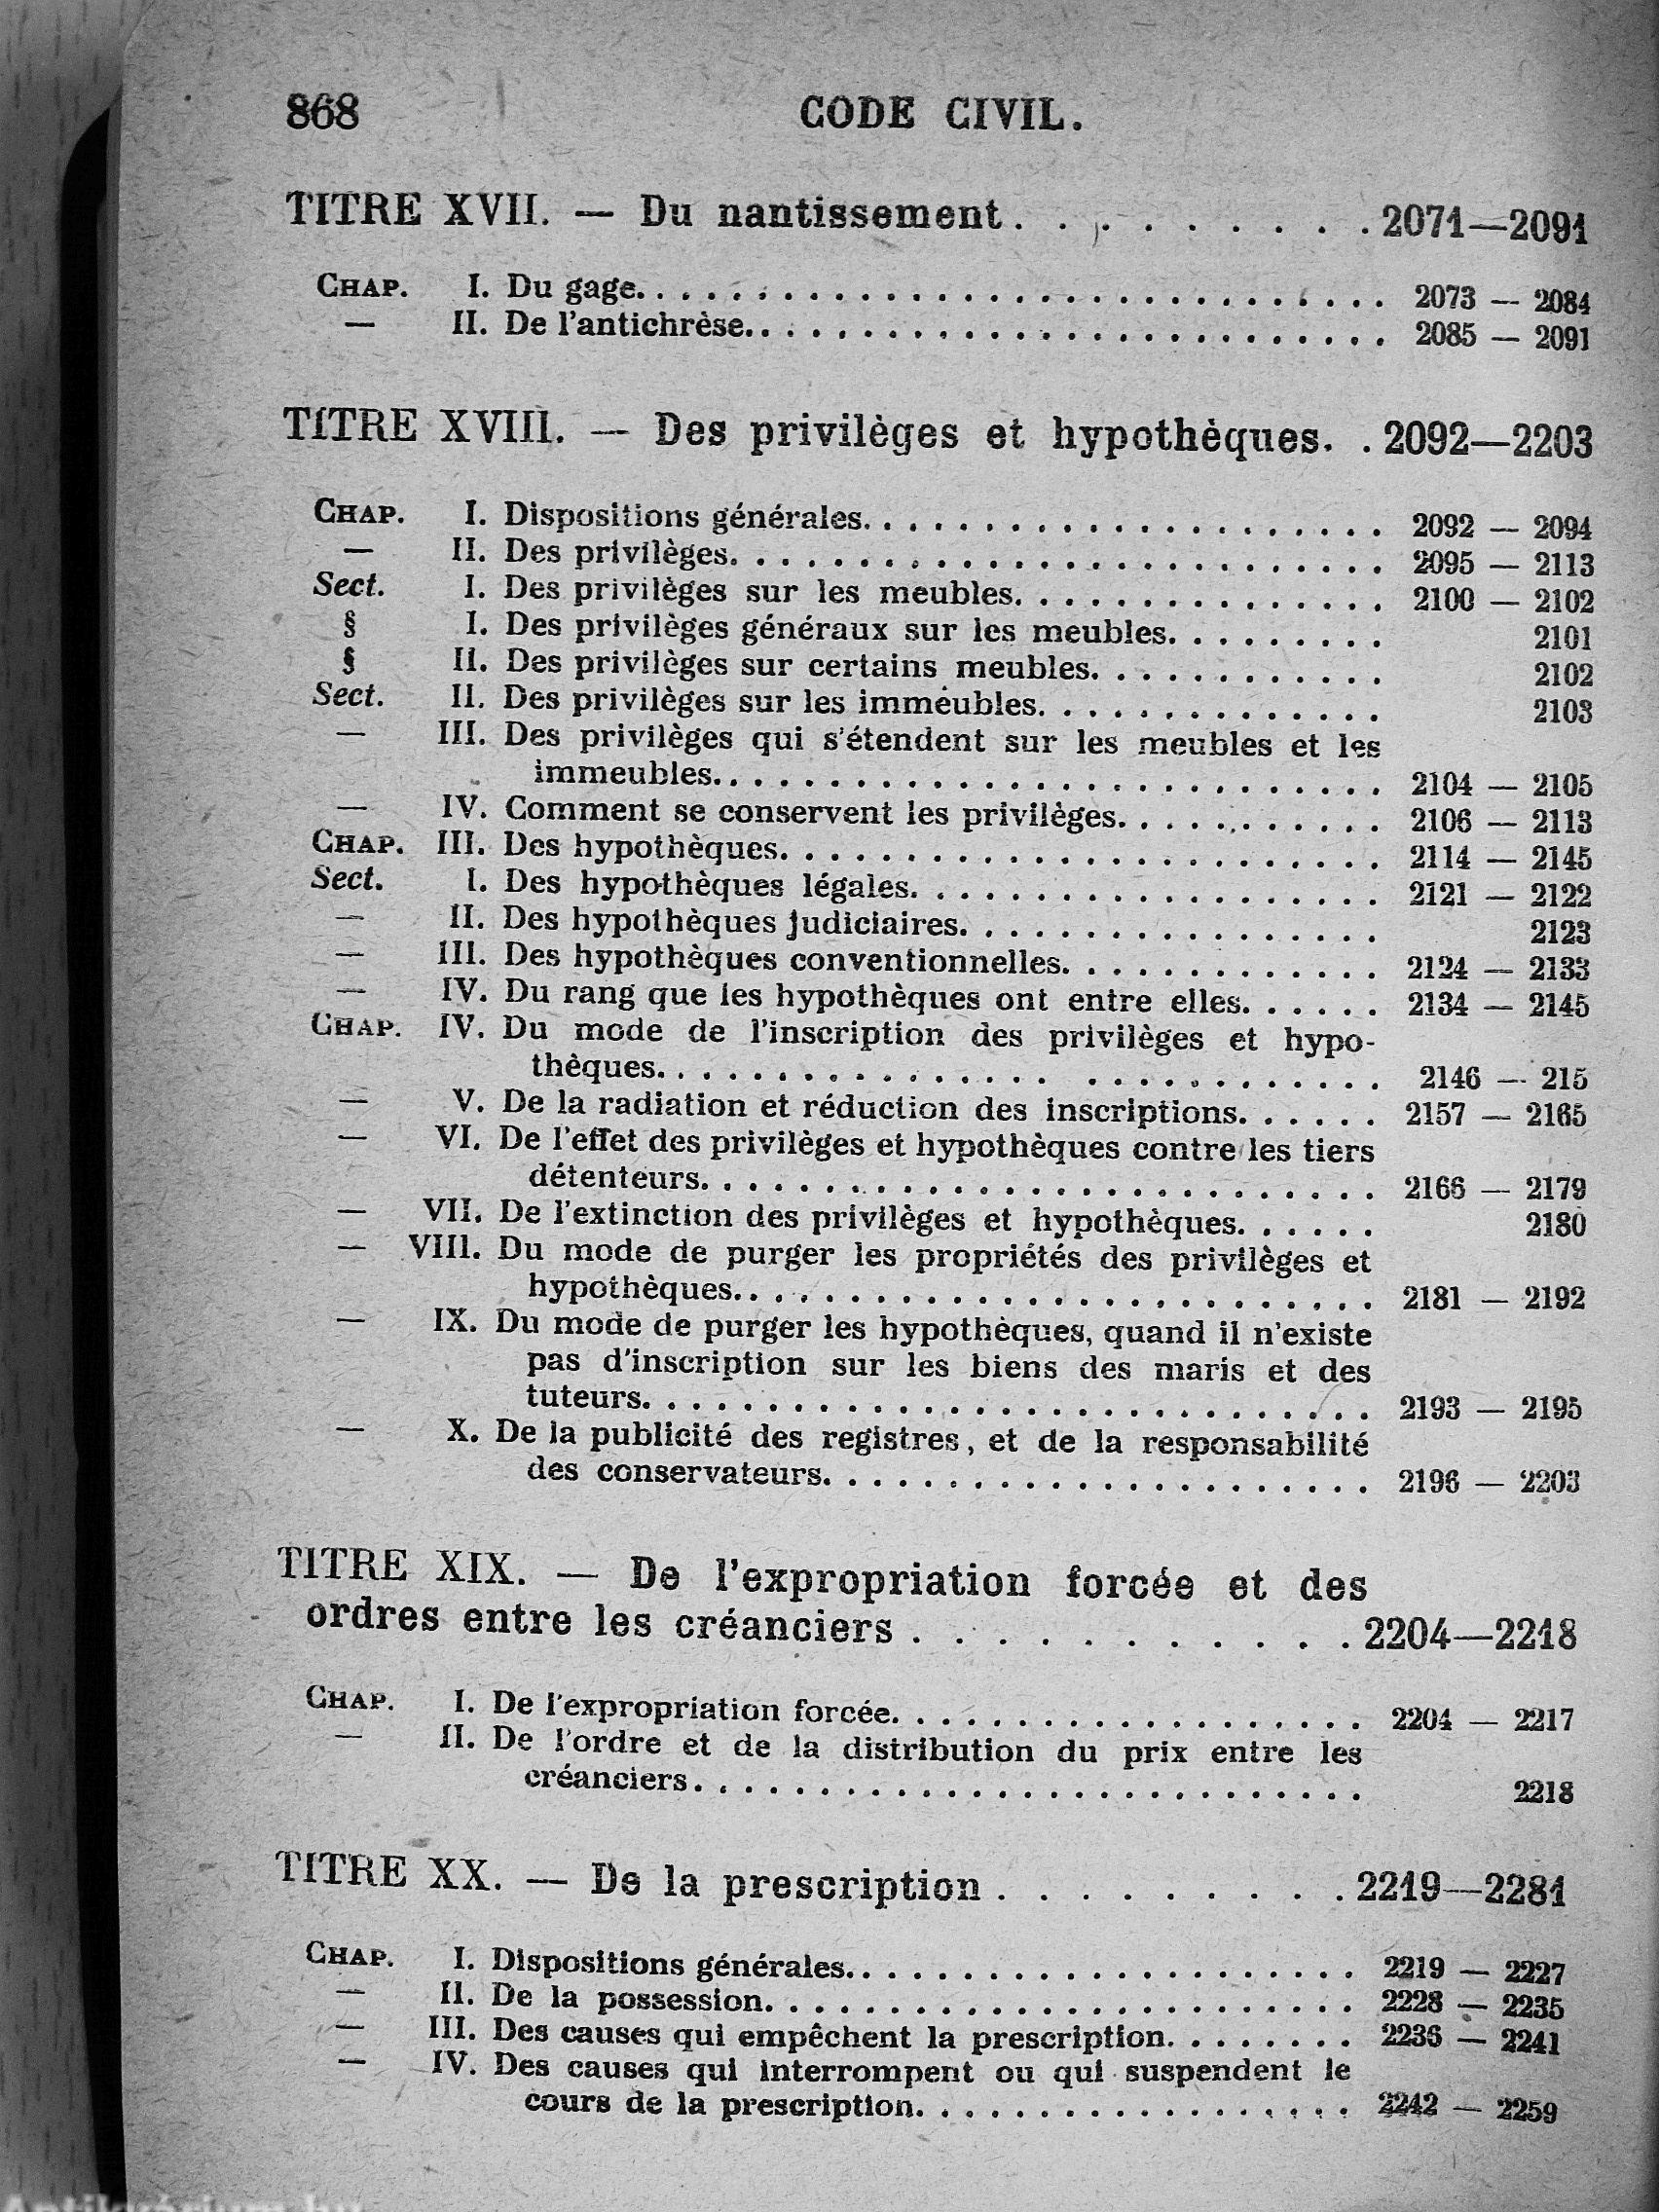 868 CODE CIVIL.
TITRE XVII. — Du nantissement . . . . . . . . . 2071—2091
CHAP. I. Du gage. . . . . . . . . . . . . . . . . . . . . . . . . . . . . 2073 — 2084
— II. De l'antichrèse. . . . . . . . . . . . . . . . . . . . . . . . . . 2085 — 2091
TITRE XVIII. — Des privilèges et hypothèques. . 2092—2203
CHAP. I. Dispositions générales. . . . . . . . . . . . . . . . . . . . . 2092 — 2094
— II. Des privilèges. . . . . . . . . . . . . . . . . . . . . . . . . . 2095 — 2113
Sect. I. Des privilèges sur les meubles. . . . . . . . . . . . . . . 2100 — 2102
§ I. Des privilèges généraux sur les meubles. . . . . . . . . 2101
§ II. Des privilèges sur certains meubles. . . . . . . . . . . . 2102
Sect. II. Des privilèges sur les immeubles. . . . . . . . . . . . . . 2103
— III. Des privilèges qui s'étendent sur les meubles et les
immeubles. . . . . . . . . . . . . . . . . . . . . . . . . . . 2104 — 2105
— IV. Comment se conservent les privilèges. . . . . . . . . . . 2106 — 2113
CHAP. III. Des hypothèques. . . . . . . . . . . . . . . . . . . . . . . . 2114 — 2145
Sect. I. Des hypothèques légales. . . . . . . . . . . . . . . . . . . 2121 — 2122
— II. Des hypothèques judiciaires. . . . . . . . . . . . . . . . . 2123
— III. Des hypothèques conventionnelles. . . . . . . . . . . . . 2124 — 2133
— IV. Du rang que les hypothèques ont entre elles. . . . . . 2134 — 2145
CHAP. IV. Du mode de l'inscription des privilèges et hypo-
thèques. . . . . . . . . . . . . . . . . . . . . . . . . . . . 2146 — 215
— V. De la radiation et réduction des inscriptions. . . . . . 2157 — 2165
— VI. De l'effet des privilèges et hypothèques contre les tiers
détenteurs. . . . . . . . . . . . . . . . . . . . . . . . . . . 2166 — 2179
— VII. De l'extinction des privilèges et hypothèques. . . . . . 2180
— VIII. Du mode de purger les propriétés des privilèges et
hypothèques. . . . . . . . . . . . . . . . . . . . . . . . . . 2181 — 2192
— IX. Du mode de purger les hypothèques, quand il n'existe
pas d'inscription sur les biens des maris et des
tuteurs. . . . . . . . . . . . . . . . . . . . . . . . . . . . . 2193 — 2195
— X. De la publicité des registres, et de la responsabilité
des conservateurs. . . . . . . . . . . . . . . . . . . . . . 2196 — 2203
TITRE XIX. — De l'expropriation forcée et des
ordres entre les créanciers . . . . . . . . . . . 2204—2218
CHAP. I. De l'expropriation forcée. . . . . . . . . . . . . . . . . . . 2204 — 2217
— II. De l'ordre et de la distribution du prix entre les
créanciers. . . . . . . . . . . . . . . . . . . . . . . . . . . 2218
TITRE XX. — De la prescription . . . . . . . . . 2219—2281
CHAP. I. Dispositions générales. . . . . . . . . . . . . . . . . . . . . 2219 — 2227
— II. De la possession. . . . . . . . . . . . . . . . . . . . . . . . 2228 — 2235
— III. Des causes qui empêchent la prescription. . . . . . . . 2236 — 2241
— IV. Des causes qui interrompent ou qui suspendent le
cours de la prescription. . . . . . . . . . . . . . . . . . 2242 — 2259